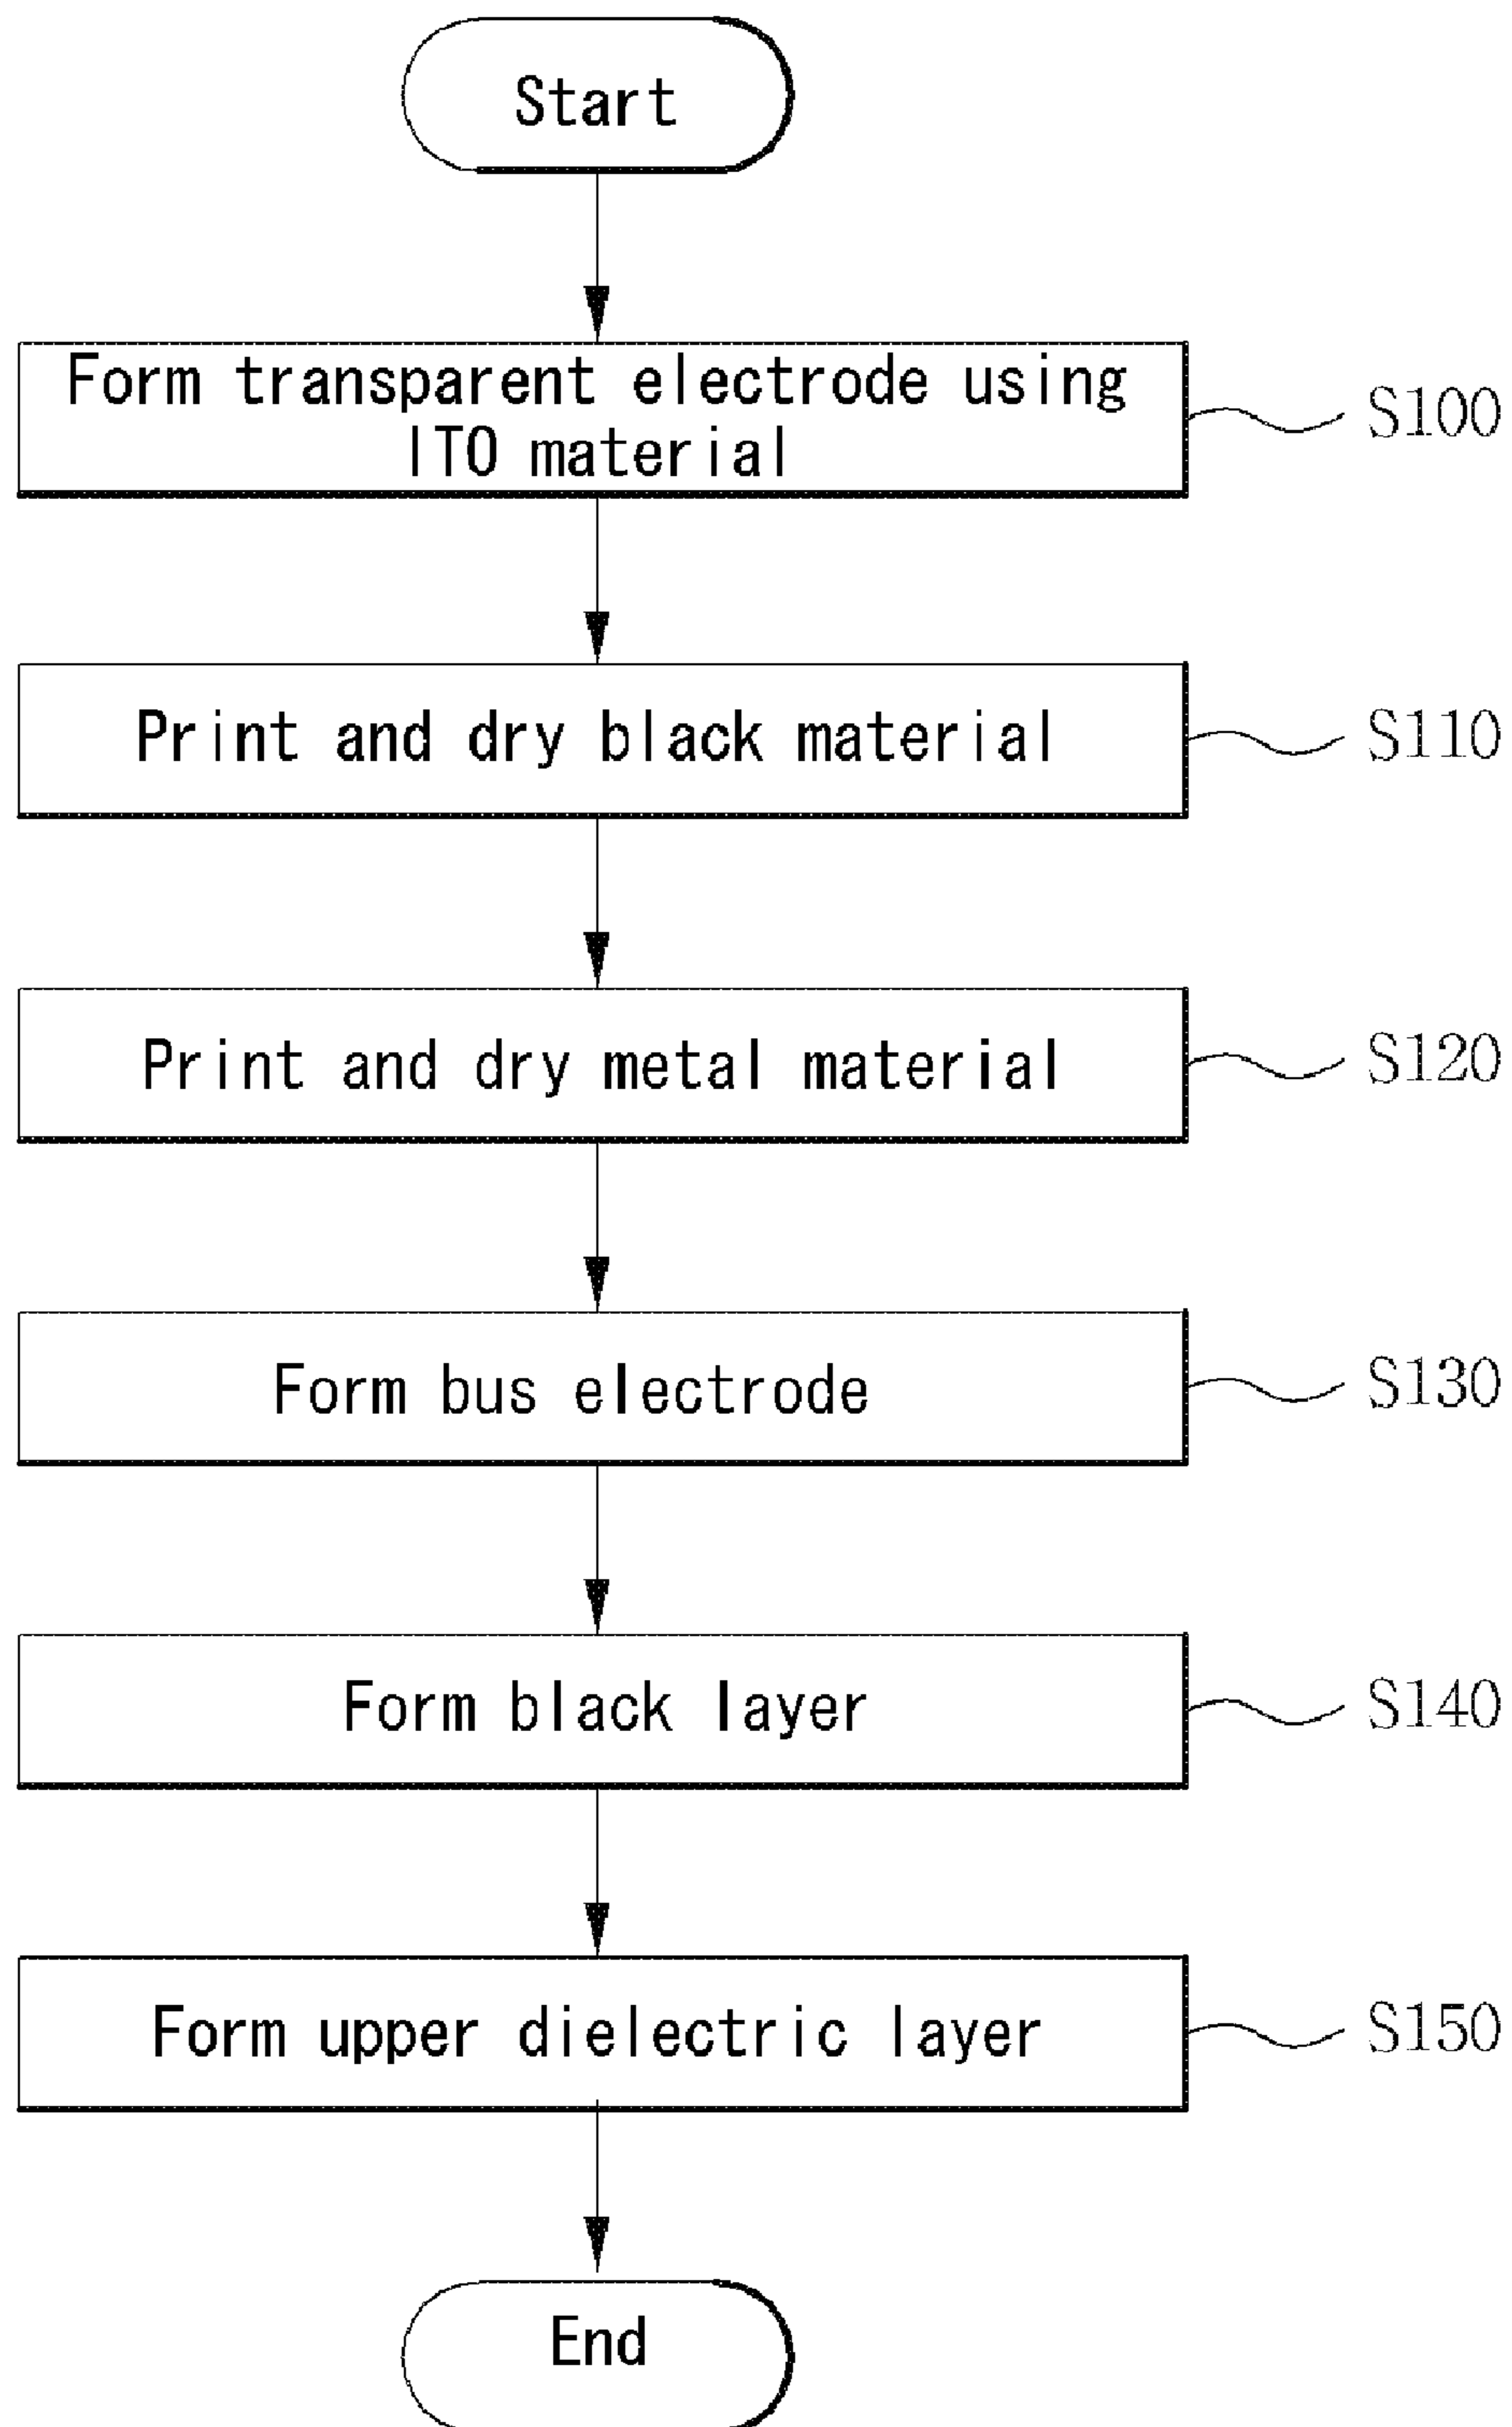 Start
Form transparent electrode using
ITO material
S100
Print and dry black material
S110
Print and dry metal material
S120
Form bus electrode
S130
Form black layer
S140
Form upper dielectric layer
S150
End